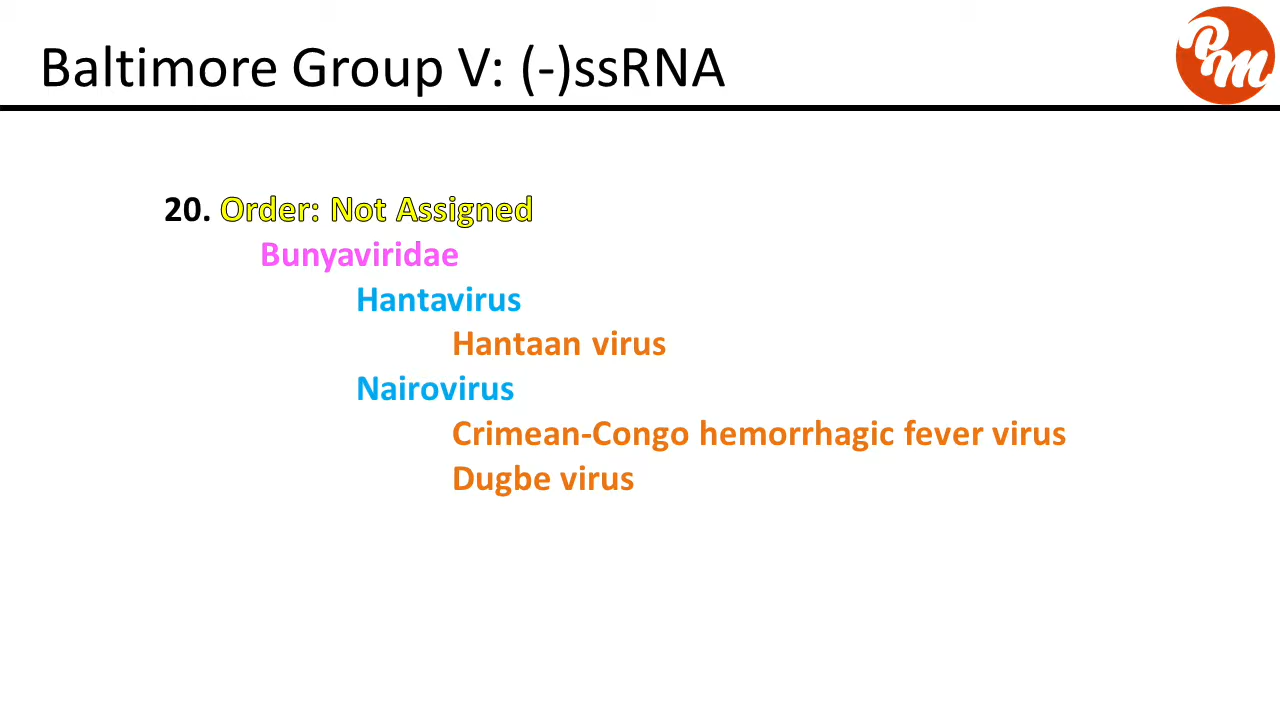 Baltimore Group V: (-)ssRNA
PM
20. Order: Not Assigned
Bunyaviridae
Hantavirus
Hantaan virus
Nairovirus
Crimean-Congo hemorrhagic fever virus
Dugbe virus